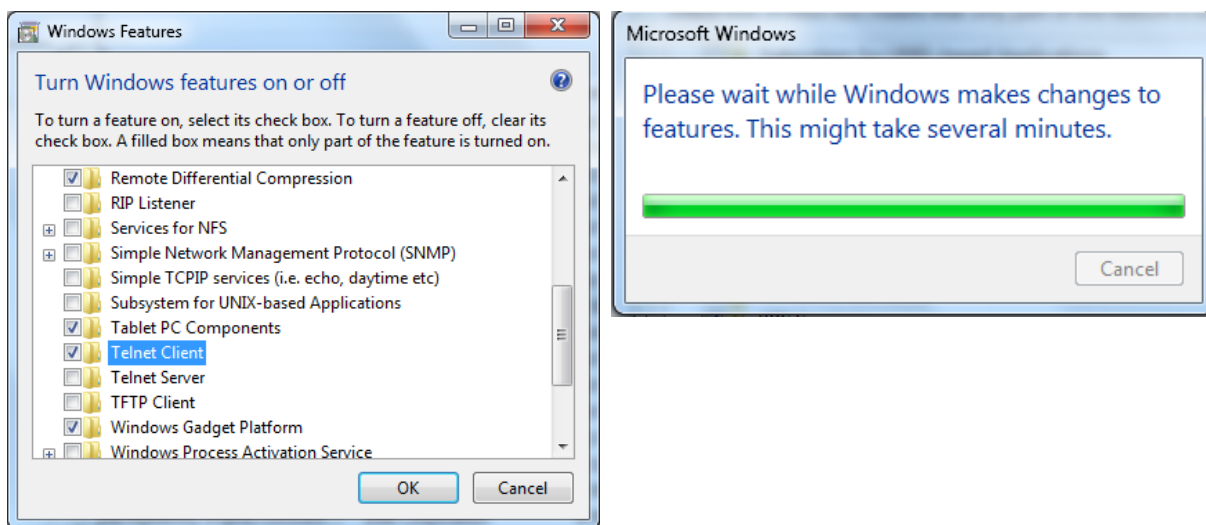 Windows Features
Turn Windows features on or off
To turn a feature on, select its check box. To turn a feature off, clear its
check box. A filled box means that only part of the feature is turned on.
Remote Differential Compression
RIP Listener
Services for NFS
Simple Network Management Protocol (SNMP)
Simple TCPIP services (i.e. echo, daytime etc)
Subsystem for UNIX-based Applications
Tablet PC Components
Telnet Client
Telnet Server
TFTP Client
Windows Gadget Platform
Windows Process Activation Service
OK
Cancel
Microsoft Windows
Please wait while Windows makes changes to
features. This might take several minutes.
Cancel